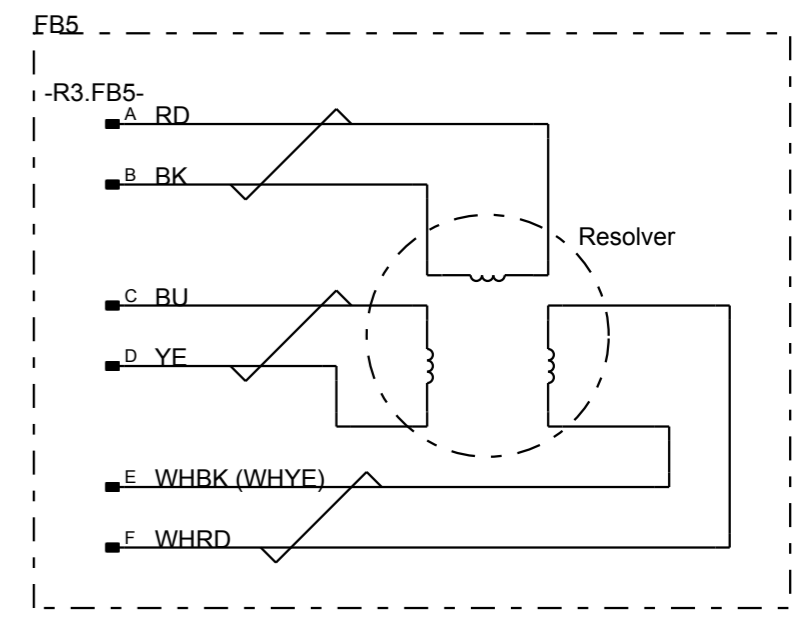 FB5
-R3.FB5-
A RD
B BK
Resolver
C BU
D YE
E WHBK (WHYE)
F WHRD